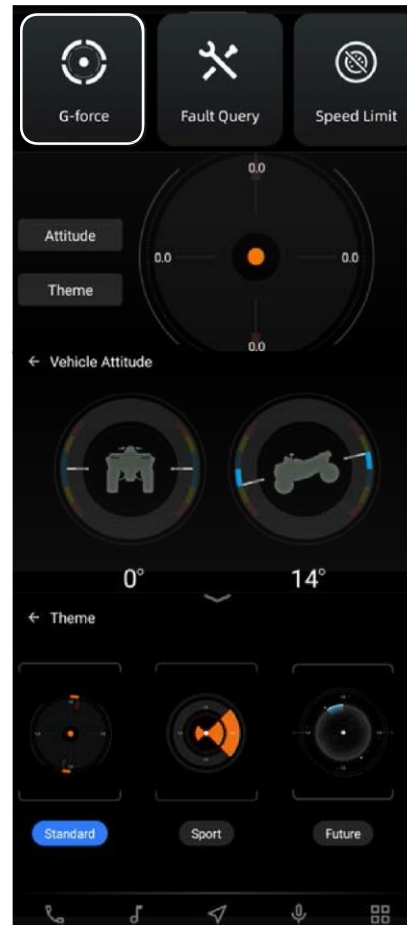 G-force
Fault Query
Speed Limit
0.0
Attitude
0.0
0.0
Theme
0.0
← Vehicle Attitude
0°
14°
← Theme
Standard
Sport
Future